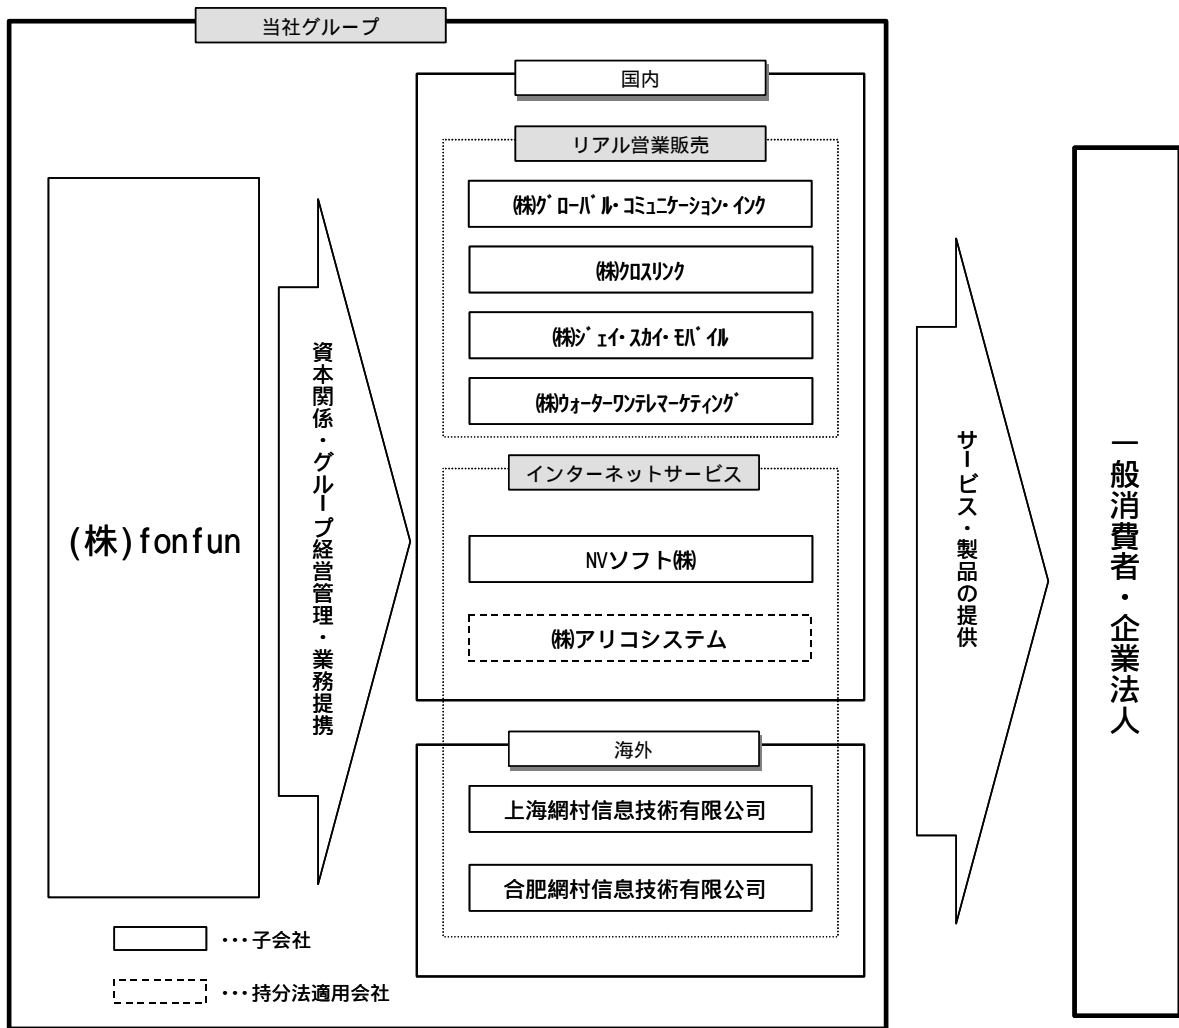 当社グループ
国内
リアル営業販売
㈱ｸﾞﾛｰﾊﾞﾙ・ｺﾐｭﾆｹｰｼｮﾝ・ｲﾝｸ
㈱ｸﾛｽﾘﾝｸ
㈱ｼﾞｪｲ・ｽｶｲ・ﾓﾊﾞｲﾙ
㈱ｳｫｰﾀｰﾜﾝﾃﾚﾏｰｹﾃｨﾝｸﾞ
インターネットサービス
NVソフト㈱
㈱アリコシステム
海外
上海網村信息技術有限公司
合肥網村信息技術有限公司
(株)fonfun
資本関係・グループ経営管理・業務提携
サービス・製品の提供
一般消費者・企業法人
・・・子会社
・・・持分法適用会社